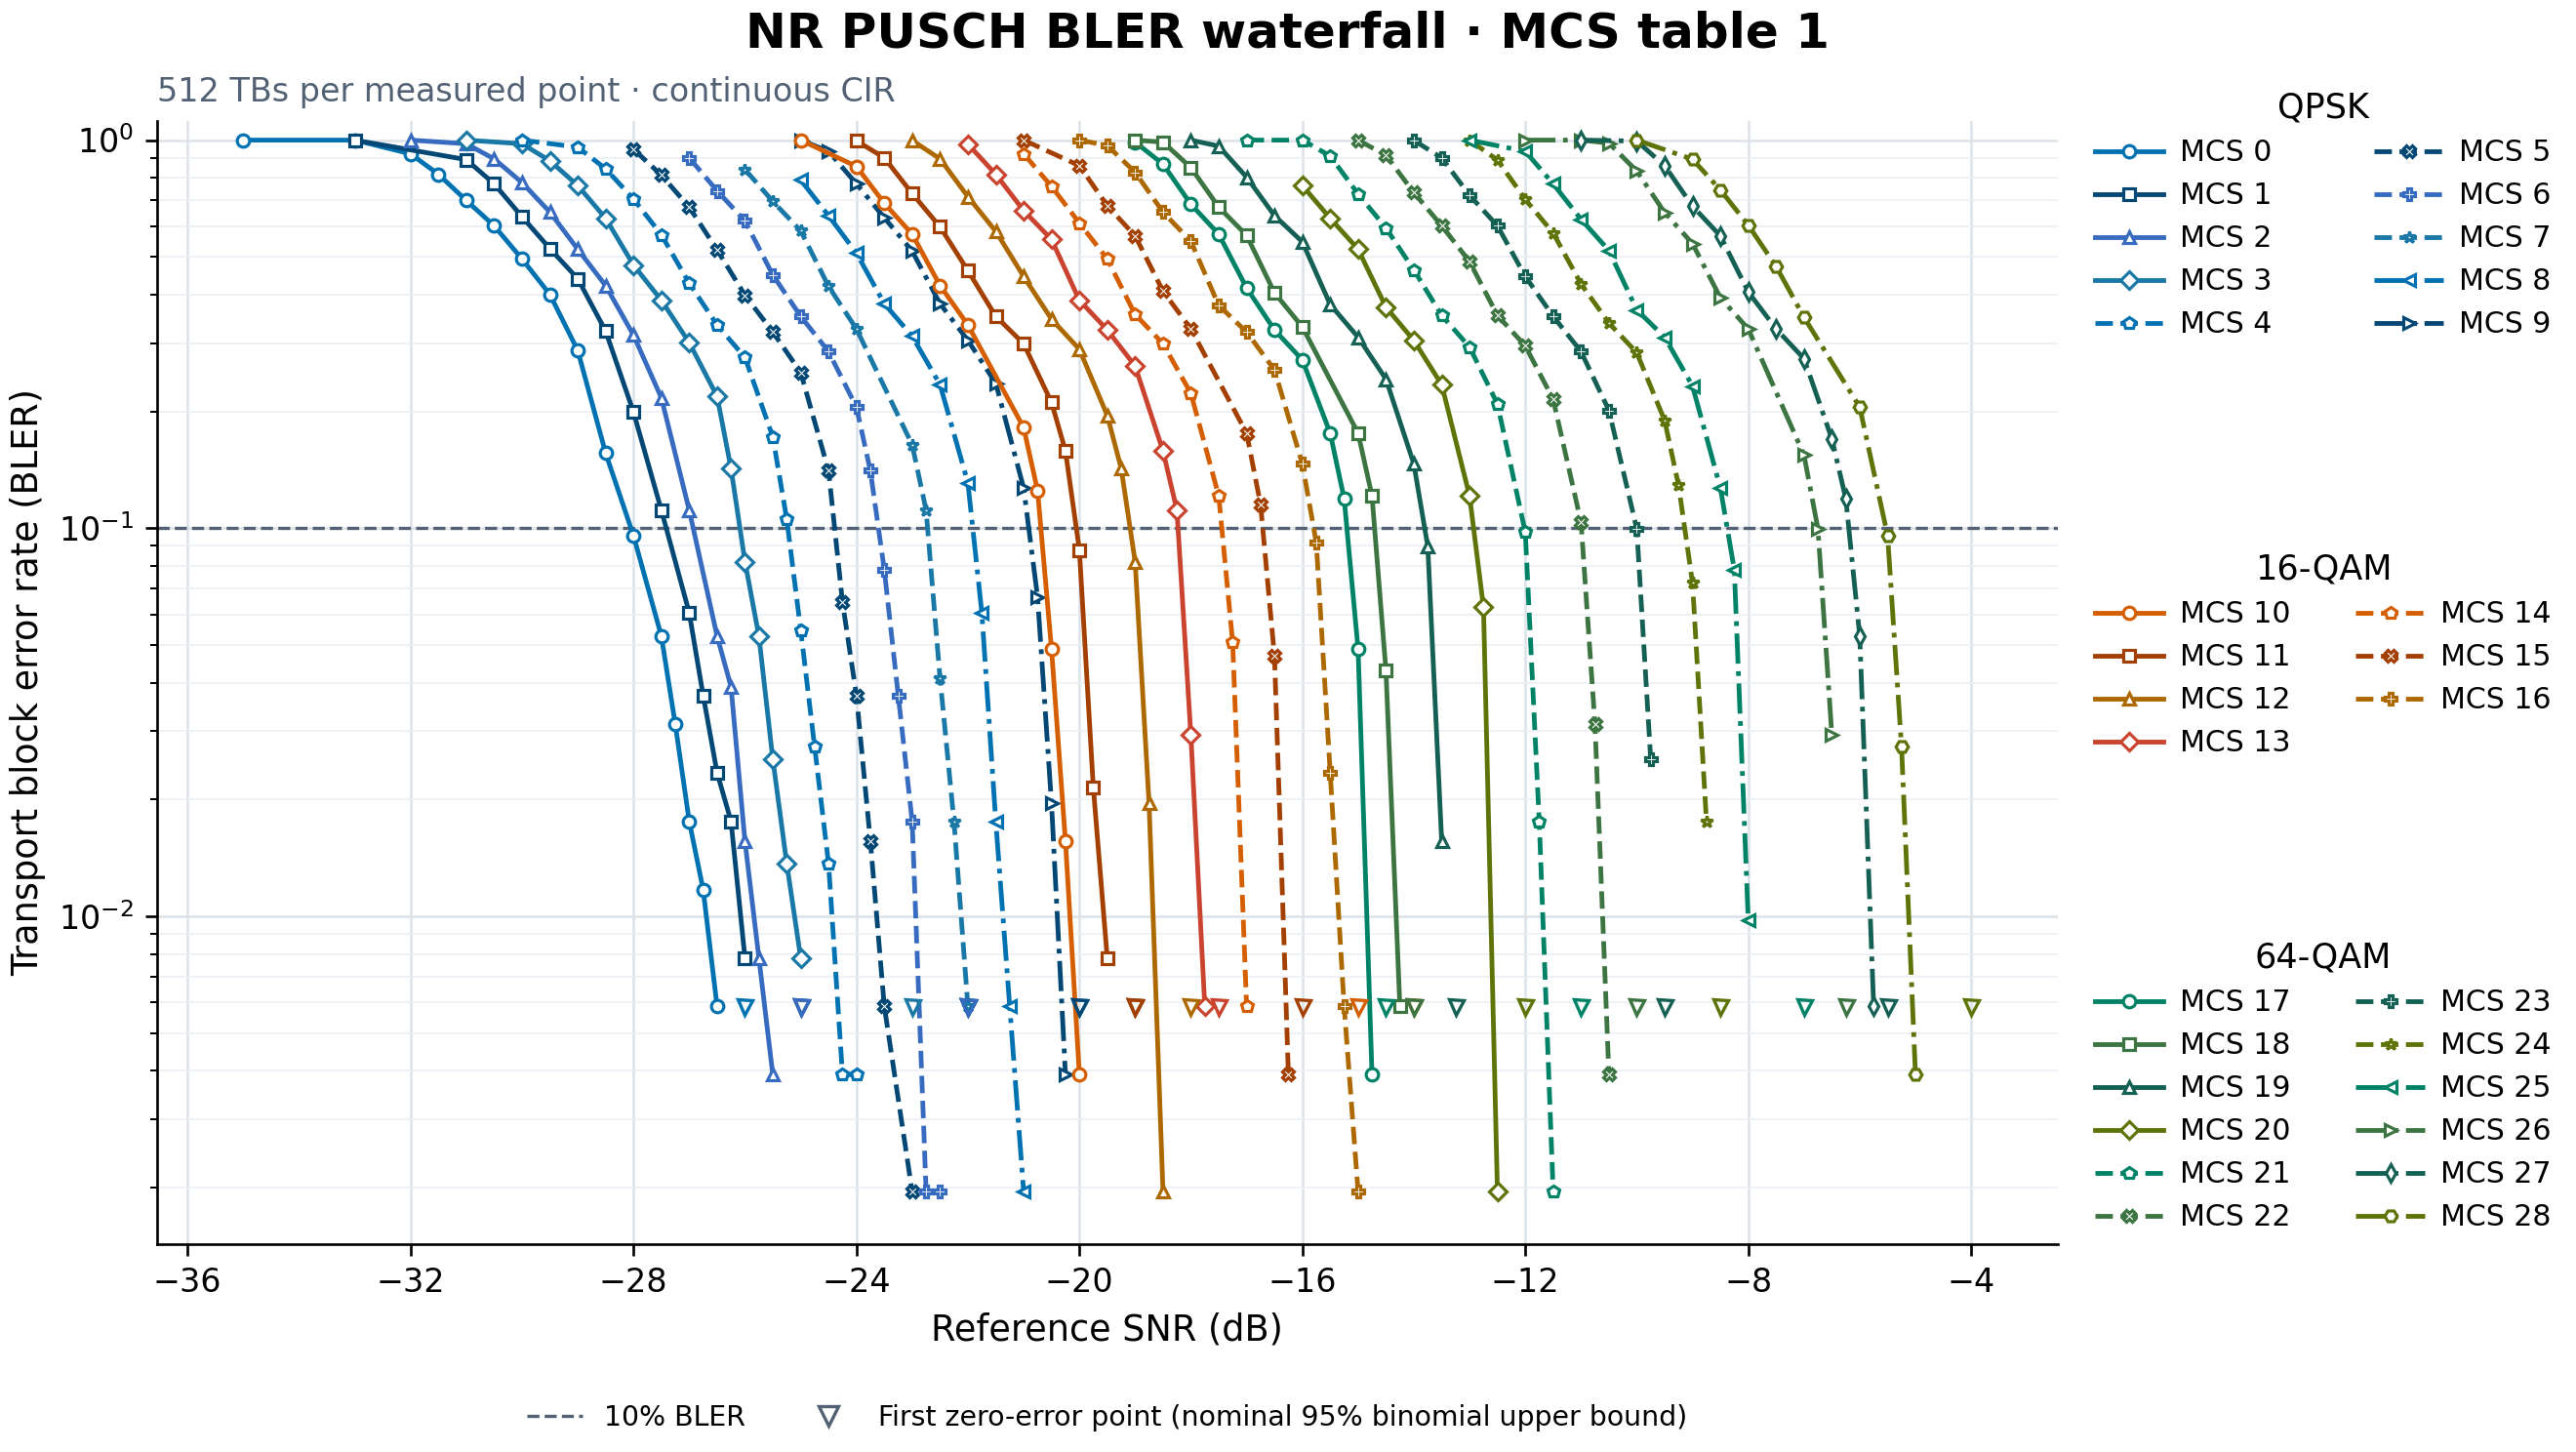 NR PUSCH BLER waterfall · MCS table 1
512 TBs per measured point · continuous CIR
Transport block error rate (BLER)
10⁰
10⁻¹
10⁻²
−36 −32 −28 −24 −20 −16 −12 −8 −4
Reference SNR (dB)
QPSK
MCS 0 MCS 5
MCS 1 MCS 6
MCS 2 MCS 7
MCS 3 MCS 8
MCS 4 MCS 9
16-QAM
MCS 10 MCS 14
MCS 11 MCS 15
MCS 12 MCS 16
MCS 13
64-QAM
MCS 17 MCS 23
MCS 18 MCS 24
MCS 19 MCS 25
MCS 20 MCS 26
MCS 21 MCS 27
MCS 22 MCS 28
10% BLER First zero-error point (nominal 95% binomial upper bound)